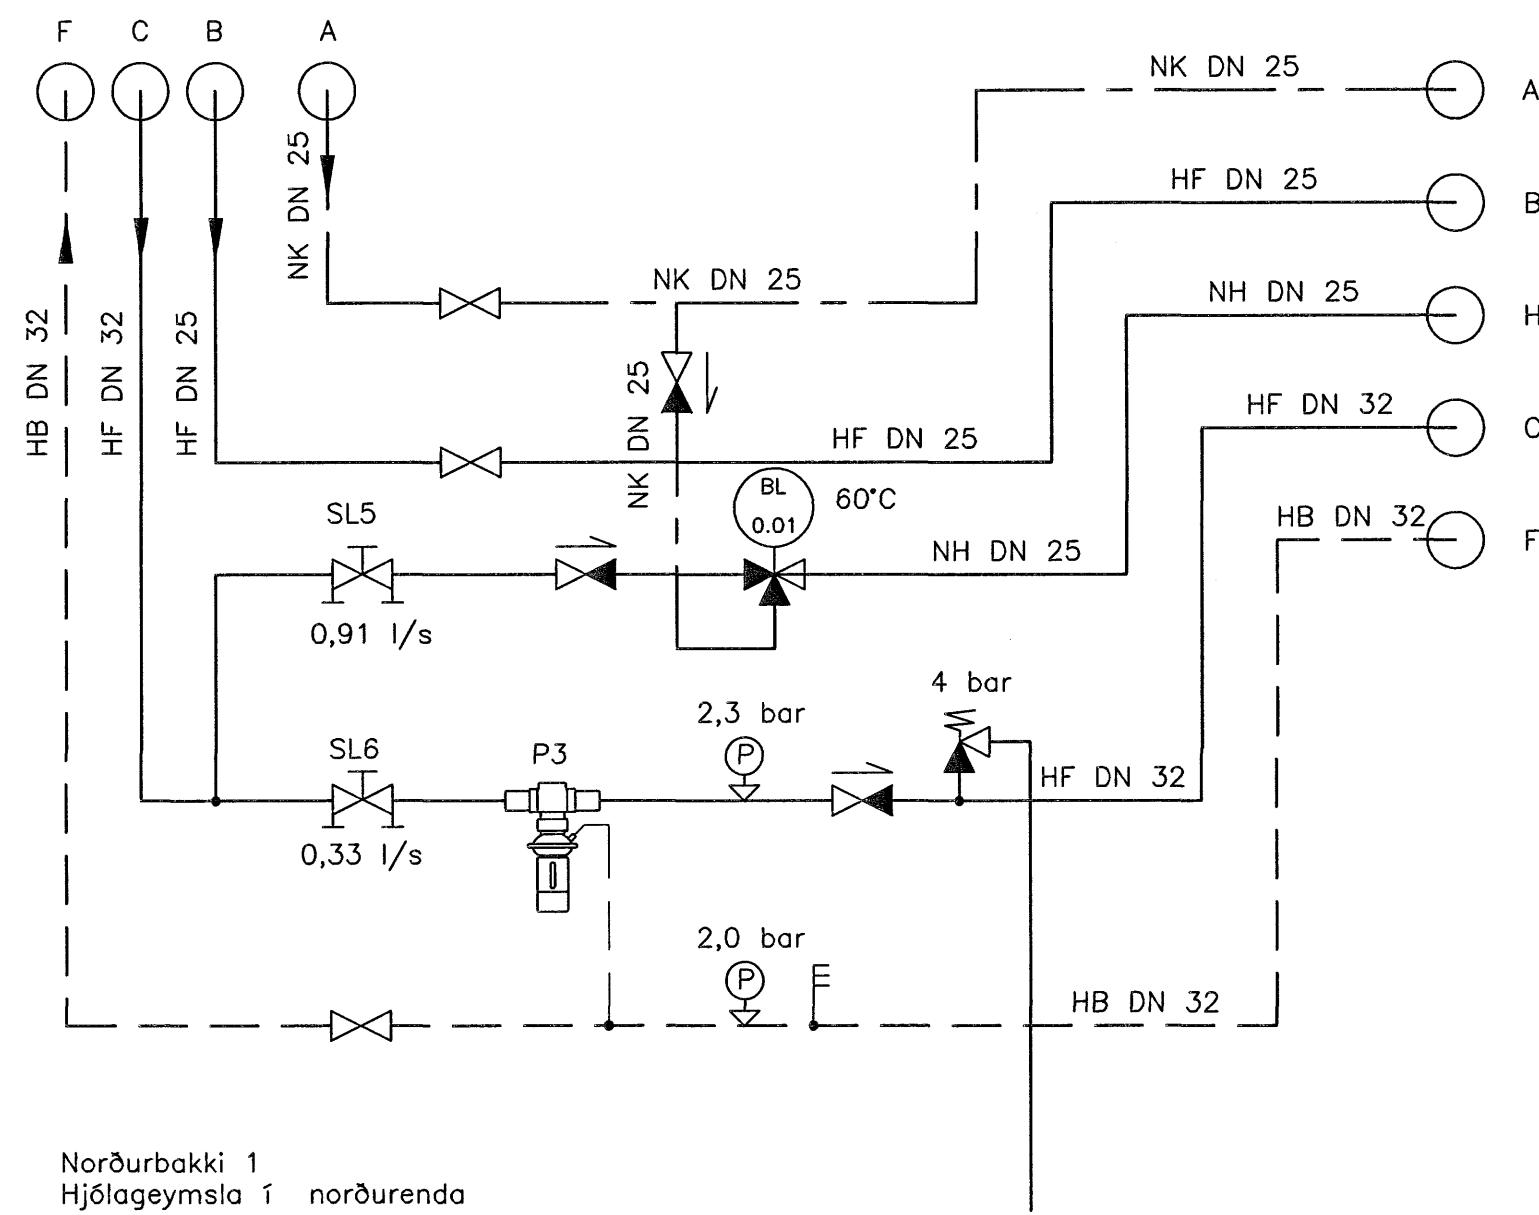 F C B A
NK DN 25 A
NK DN 25
HF DN 25 B
NK DN 25
NH DN 25 H
HB DN 32
HF DN 32
HF DN 25
NK DN 25
HF DN 32 C
HF DN 25
BL
0.01
60°C
SL5
HB DN 32 F
NH DN 25
0,91 l/s
4 bar
2,3 bar
SL6
P3
P
HF DN 32
0,33 l/s
2,0 bar
P
HB DN 32
Norðurbakki 1
Hjólageymsla í norðurenda